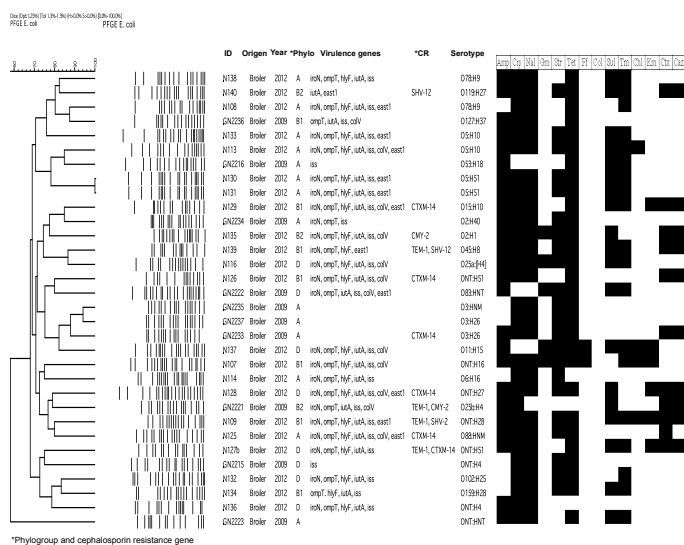 Dice (Opt:1.25%) (Tol 1.3%-1.3%) (H>0.0% S>0.0%) [0.0%-100.0%]
PFGE E. coli PFGE E. coli
ID Origen Year *Phylo Virulence genes *CR Serotype
Amp Cip Nal Gm Str Tet Ff Col Sul Tm Chl Km Ctx Caz
N138 Broiler 2012 A iroN, ompT, hlyF, iutA, iss O78:H9
N140 Broiler 2012 B2 iutA, east1 SHV-12 O119:H27
N108 Broiler 2012 A iroN, ompT, hlyF, iutA, iss, east1 O78:H9
GN2236 Broiler 2009 B1 ompT, iutA, iss, colV O127:H37
N133 Broiler 2012 A iroN, ompT, hlyF, iutA, iss, east1 O5:H10
N113 Broiler 2012 A iroN, ompT, hlyF, iutA, iss, colV, east1 O5:H10
GN2216 Broiler 2009 A iss O53:H18
N130 Broiler 2012 A iroN, ompT, hlyF, iutA, iss, east1 O5:H51
N131 Broiler 2012 A iroN, ompT, hlyF, iutA, iss, east1 O5:H51
N129 Broiler 2012 B1 iroN, ompT, hlyF, iutA, iss, colV, east1 CTXM-14 O15:H10
GN2234 Broiler 2009 A iroN, ompT, iss O2:H40
N135 Broiler 2012 B2 iroN, ompT, hlyF, iutA, iss, colV CMY-2 O2:H1
N139 Broiler 2012 B1 iroN, ompT, hlyF, east1 TEM-1, SHV-12 O45:H8
N116 Broiler 2012 D iroN, ompT, hlyF, iutA, iss, colV O25a:[H4]
N126 Broiler 2012 B1 iroN, ompT, hlyF, iutA, iss, colV CTXM-14 ONT:H51
GN2222 Broiler 2009 D iroN, ompT, iutA, iss, colV, east1 O83:HNT
GN2235 Broiler 2009 A O3:HNM
GN2237 Broiler 2009 A O3:H26
GN2233 Broiler 2009 A CTXM-14 O3:H26
N137 Broiler 2012 D iroN, ompT, hlyF, iutA, iss, colV O11:H15
N107 Broiler 2012 B1 iroN, ompT, hlyF, iutA, iss, colV ONT:H16
N114 Broiler 2012 A iroN, ompT, hlyF, iutA, iss O6:H16
N128 Broiler 2012 D iroN, ompT, hlyF, iutA, iss, colV, east1 CTXM-14 ONT:H27
GN2221 Broiler 2009 B2 iroN, ompT, iutA, iss, colV TEM-1, CMY-2 O25b:H4
N109 Broiler 2012 B1 iroN, ompT, hlyF, iutA, iss, east1 TEM-1, SHV-2 ONT:H28
N125 Broiler 2012 A iroN, ompT, hlyF, iutA, iss, colV, east1 CTXM-14 O88:HNM
N127b Broiler 2012 D iroN, ompT, hlyF, iutA, iss TEM-1, CTXM-14 ONT:H51
GN2215 Broiler 2009 D iss ONT:H4
N132 Broiler 2012 D iroN, ompT, hlyF, iutA, iss O102:H25
N134 Broiler 2012 B1 ompT. hlyF, iutA, iss O159:H28
N136 Broiler 2012 D iroN, ompT, hlyF, iutA, iss ONT:H4
GN2223 Broiler 2009 A ONT:HNT
*Phylogroup and cephalosporin resistance gene